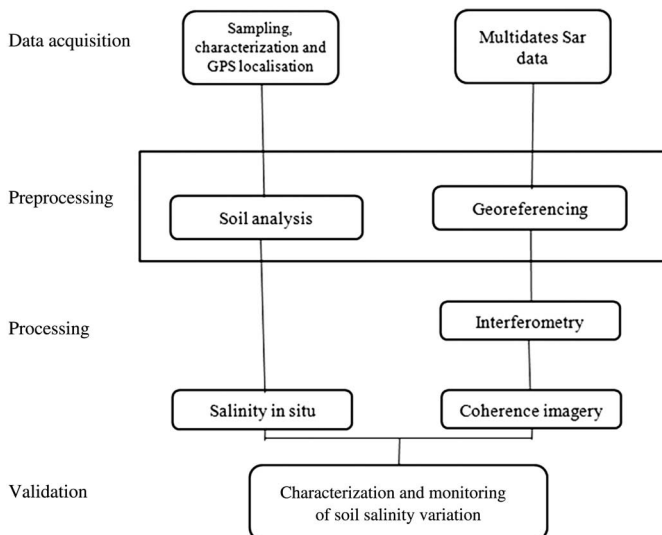 Data acquisition
Sampling,
characterization and
GPS localisation
Multidates Sar
data
Preprocessing
Soil analysis
Georeferencing
Processing
Interferometry
Salinity in situ
Coherence imagery
Validation
Characterization and monitoring
of soil salinity variation